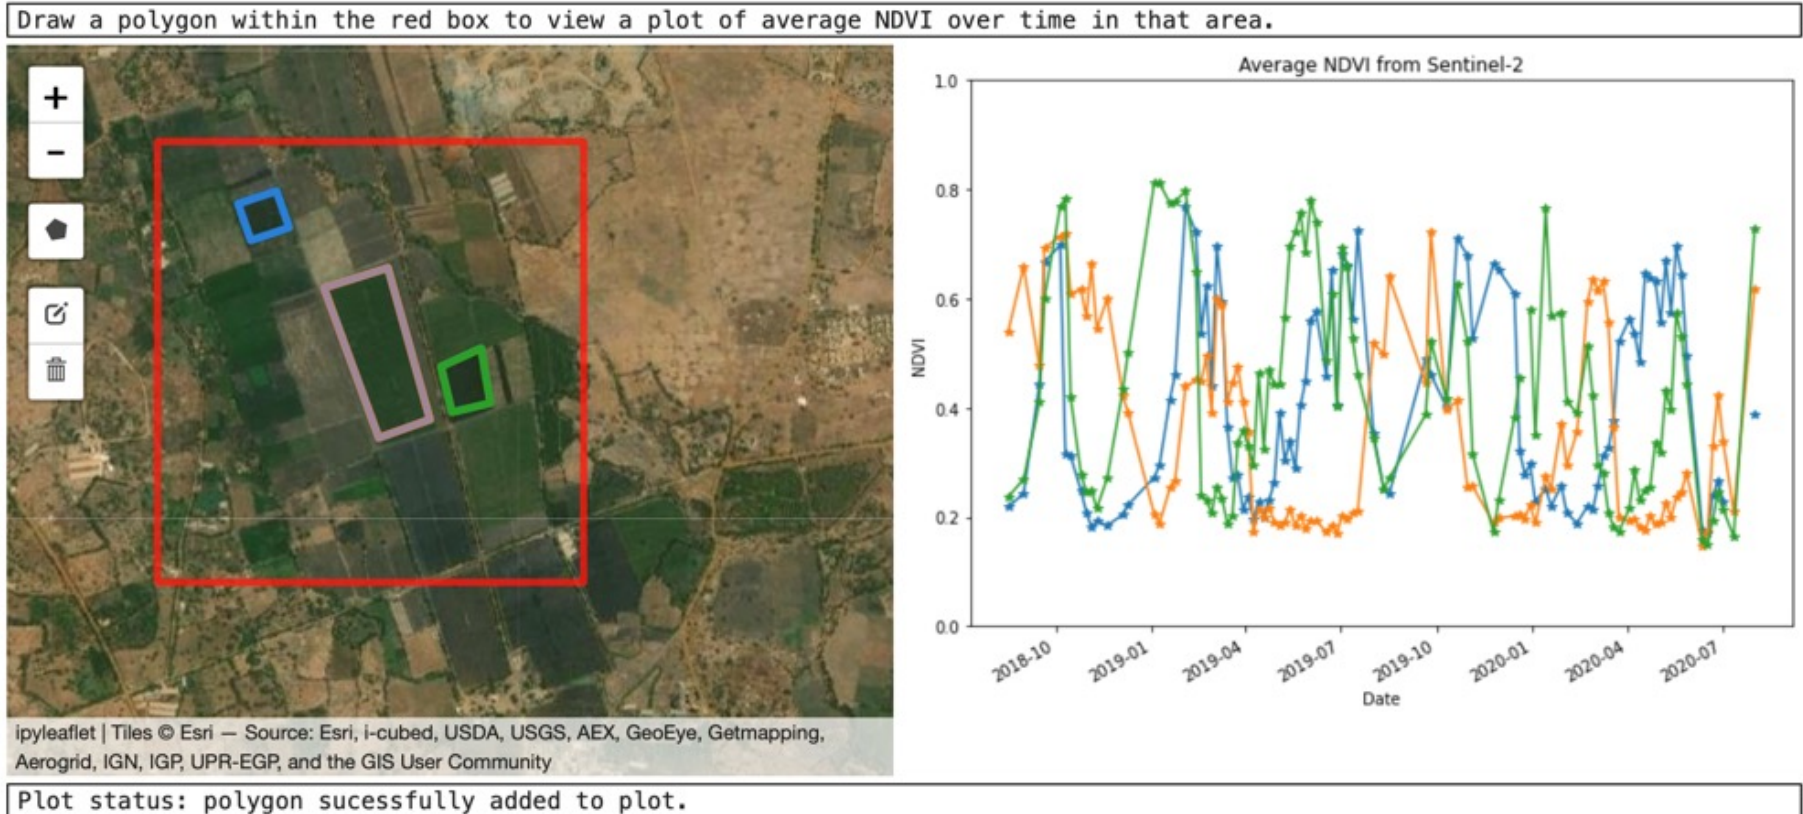 Draw a polygon within the red box to view a plot of average NDVI over time in that area.
+
−
ipyleaflet | Tiles © Esri — Source: Esri, i-cubed, USDA, USGS, AEX, GeoEye, Getmapping,
Aerogrid, IGN, IGP, UPR-EGP, and the GIS User Community
Average NDVI from Sentinel-2
1.0
0.8
0.6
0.4
0.2
0.0
NDVI
2018-10
2019-01
2019-04
2019-07
2019-10
2020-01
2020-04
2020-07
Date
Plot status: polygon sucessfully added to plot.